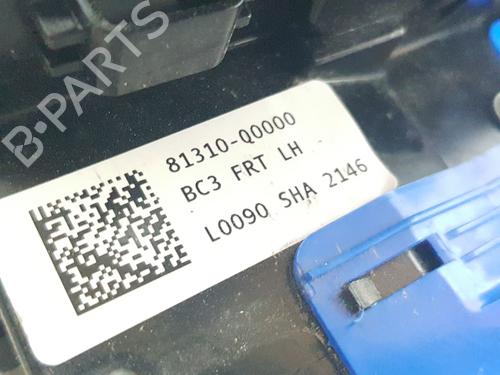 B-PARTS
81310-Q0000
BC3 FRT LH
L0090 SHA 2146